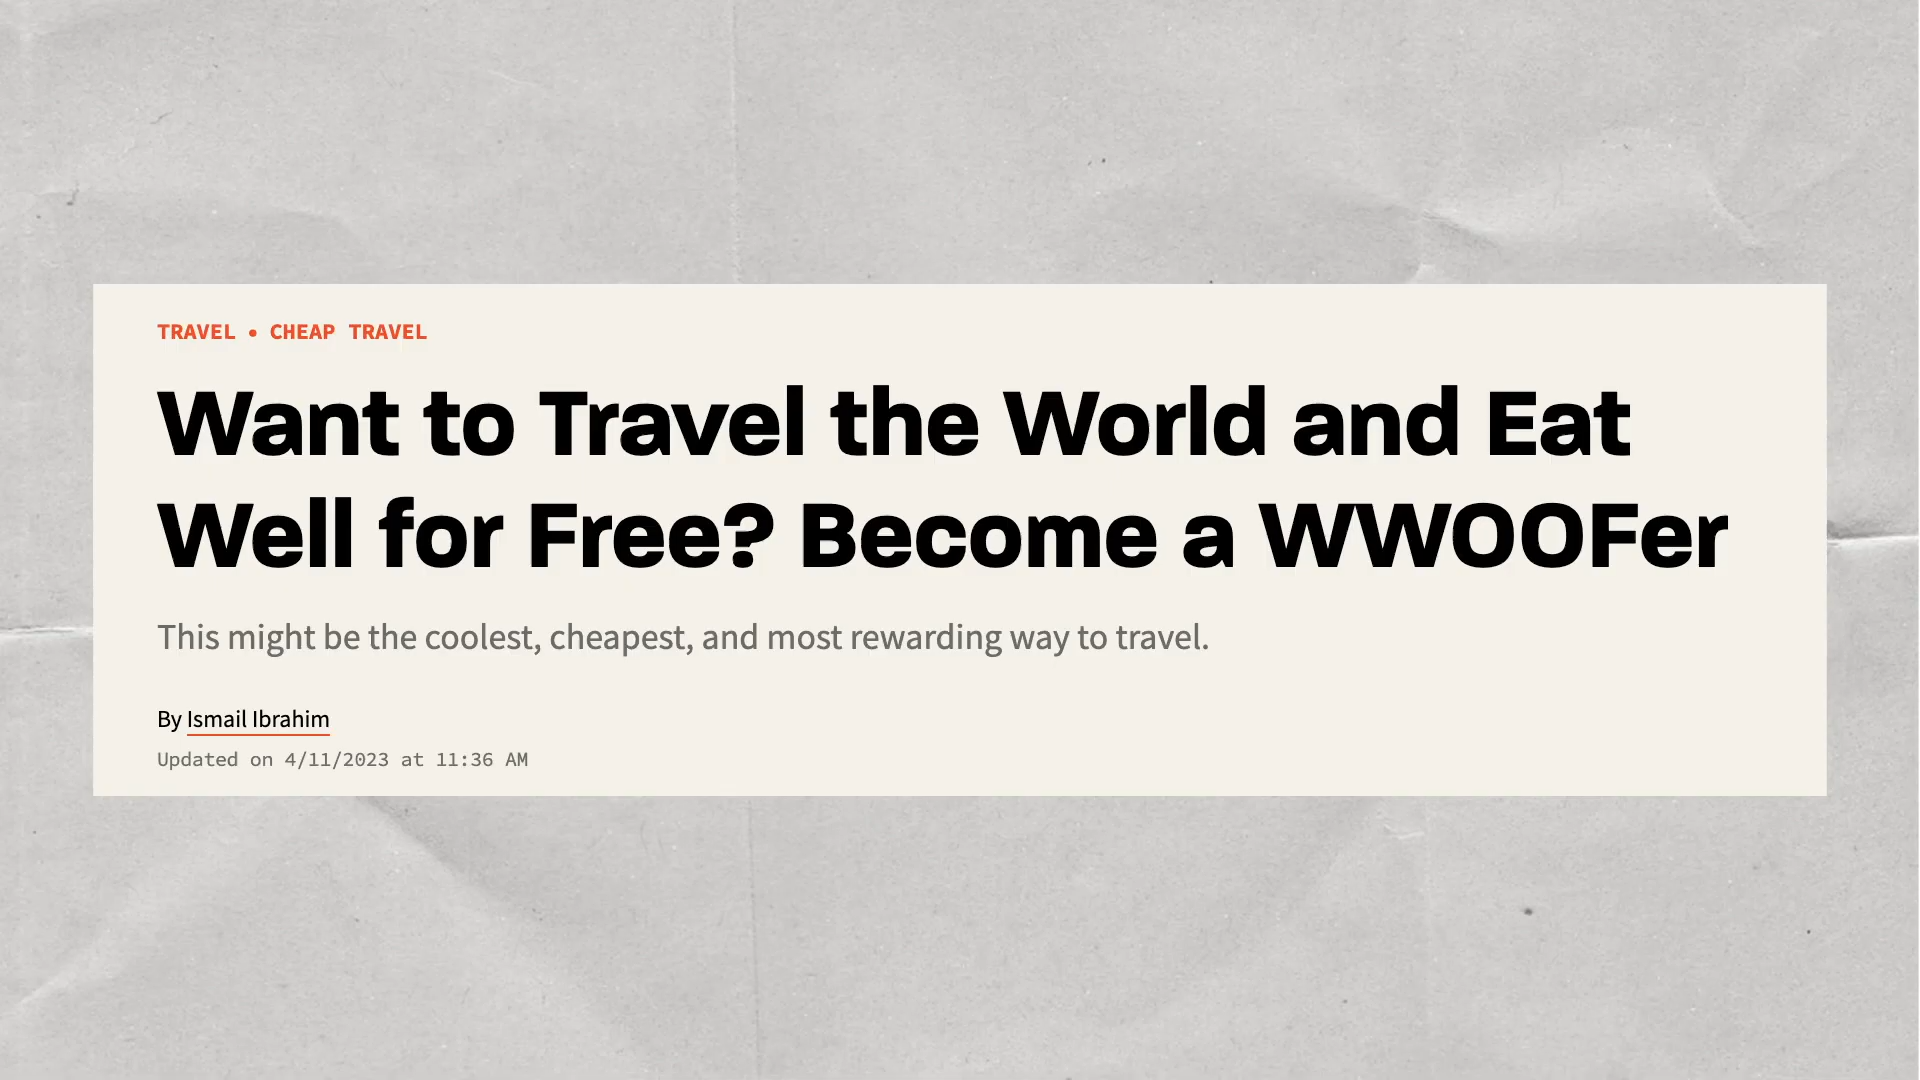 TRAVEL • CHEAP TRAVEL
Want to Travel the World and Eat
Well for Free? Become a WWOOFer
This might be the coolest, cheapest, and most rewarding way to travel.
By Ismail Ibrahim
Updated on 4/11/2023 at 11:36 AM